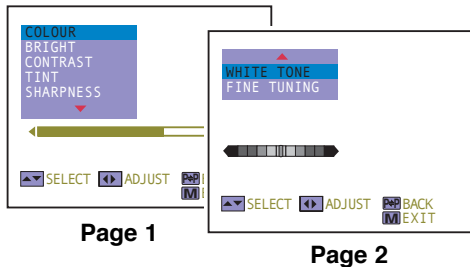 COLOUR
BRIGHT
CONTRAST
TINT
SHARPNESS
SELECT ADJUST P➔P
M
Page 1
WHITE TONE
FINE TUNING
SELECT ADJUST P➔P BACK
M EXIT
Page 2